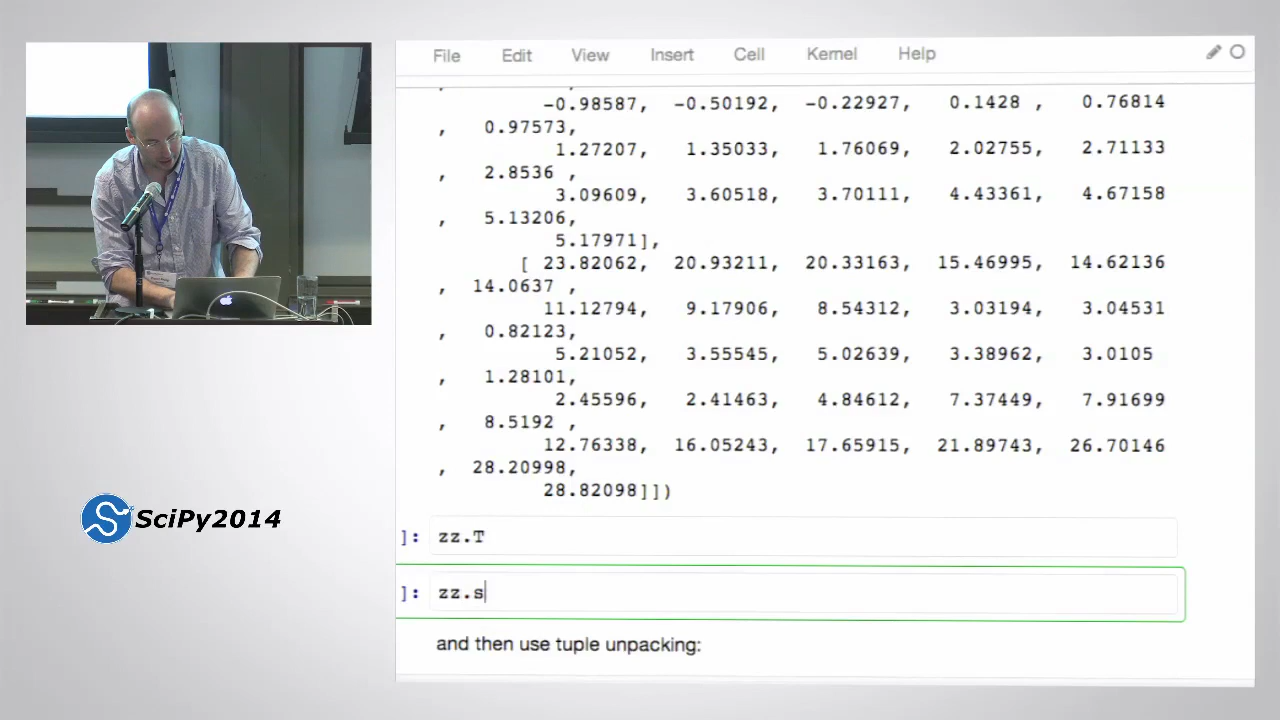 File Edit View Insert Cell Kernel Help
,
-0.98587, -0.50192, -0.22927, 0.1428 , 0.76814
, 0.97573,
1.27207, 1.35033, 1.76069, 2.02755, 2.71133
, 2.8536 ,
3.09609, 3.60518, 3.70111, 4.43361, 4.67158
, 5.13206,
5.17971],
[ 23.82062, 20.93211, 20.33163, 15.46995, 14.62136
, 14.0637 ,
11.12794, 9.17906, 8.54312, 3.03194, 3.04531
, 0.82123,
5.21052, 3.55545, 5.02639, 3.38962, 3.0105
, 1.28101,
2.45596, 2.41463, 4.84612, 7.37449, 7.91699
, 8.5192 ,
12.76338, 16.05243, 17.65915, 21.89743, 26.70146
, 28.20998,
28.82098]])
]: zz.T
]: zz.s
and then use tuple unpacking:
SciPy2014